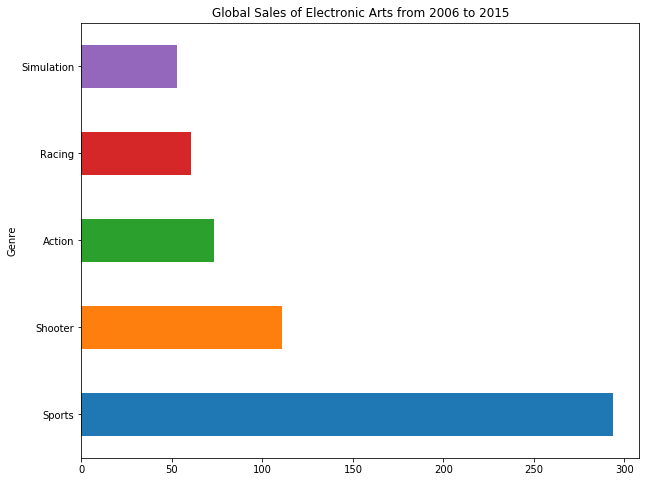 Global Sales of Electronic Arts from 2006 to 2015
Genre
Simulation
Racing
Action
Shooter
Sports
0 50 100 150 200 250 300